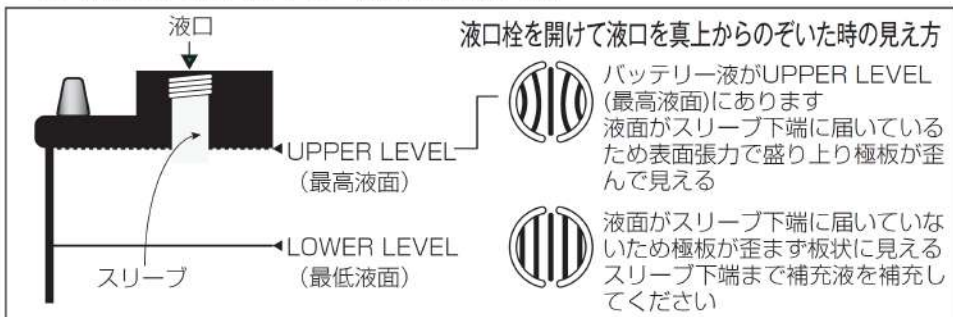 液口
UPPER LEVEL
(最高液面)
LOWER LEVEL
(最低液面)
スリーブ
液口栓を開けて液口を真上からのぞいた時の見え方
バッテリー液がUPPER LEVEL
(最高液面)にあります
液面がスリーブ下端に届いている
ため表面張力で盛り上り極板が歪
んで見える
液面がスリーブ下端に届いていな
いため極板が歪まず板状に見える
スリーブ下端まで補充液を補充し
てください